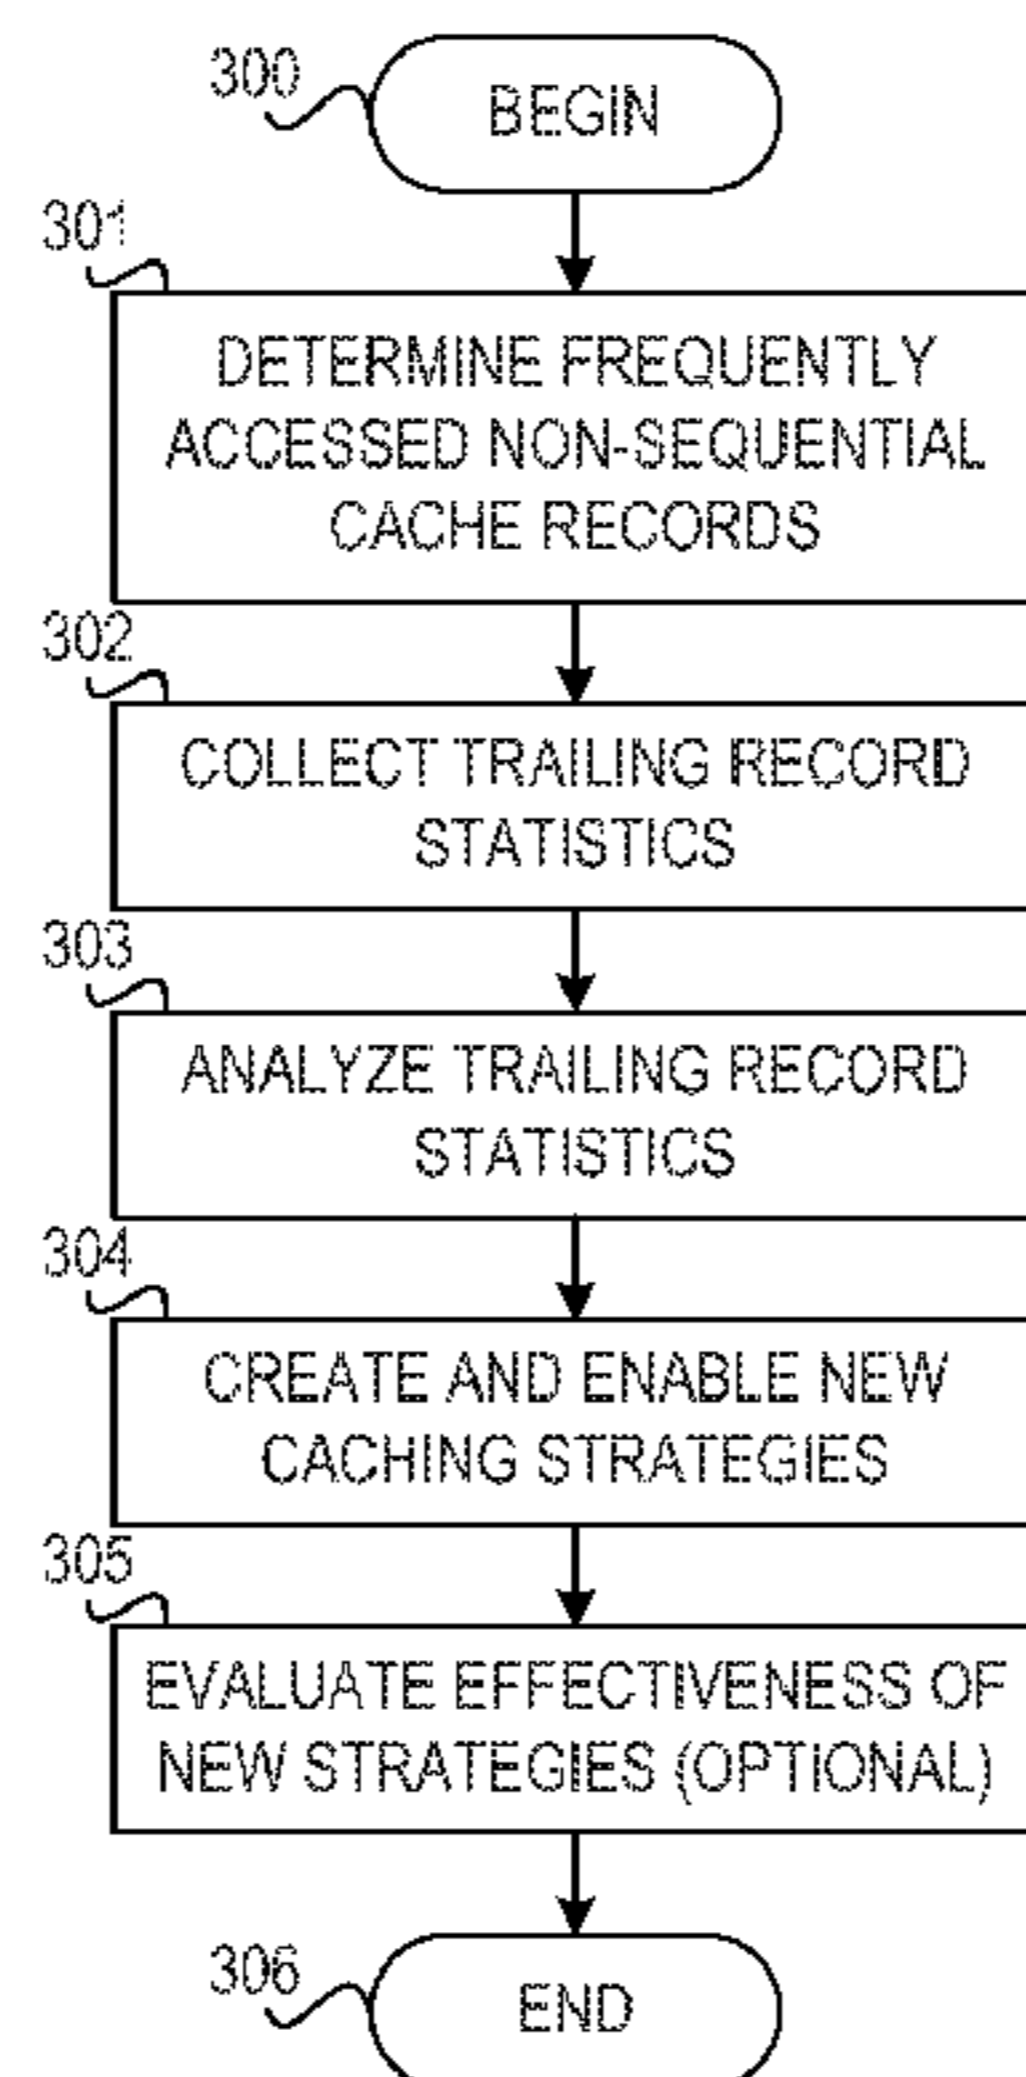 300
BEGIN
301
DETERMINE FREQUENTLY
ACCESSED NON-SEQUENTIAL
CACHE RECORDS
302
COLLECT TRAILING RECORD
STATISTICS
303
ANALYZE TRAILING RECORD
STATISTICS
304
CREATE AND ENABLE NEW
CACHING STRATEGIES
305
EVALUATE EFFECTIVENESS OF
NEW STRATEGIES (OPTIONAL)
306
END